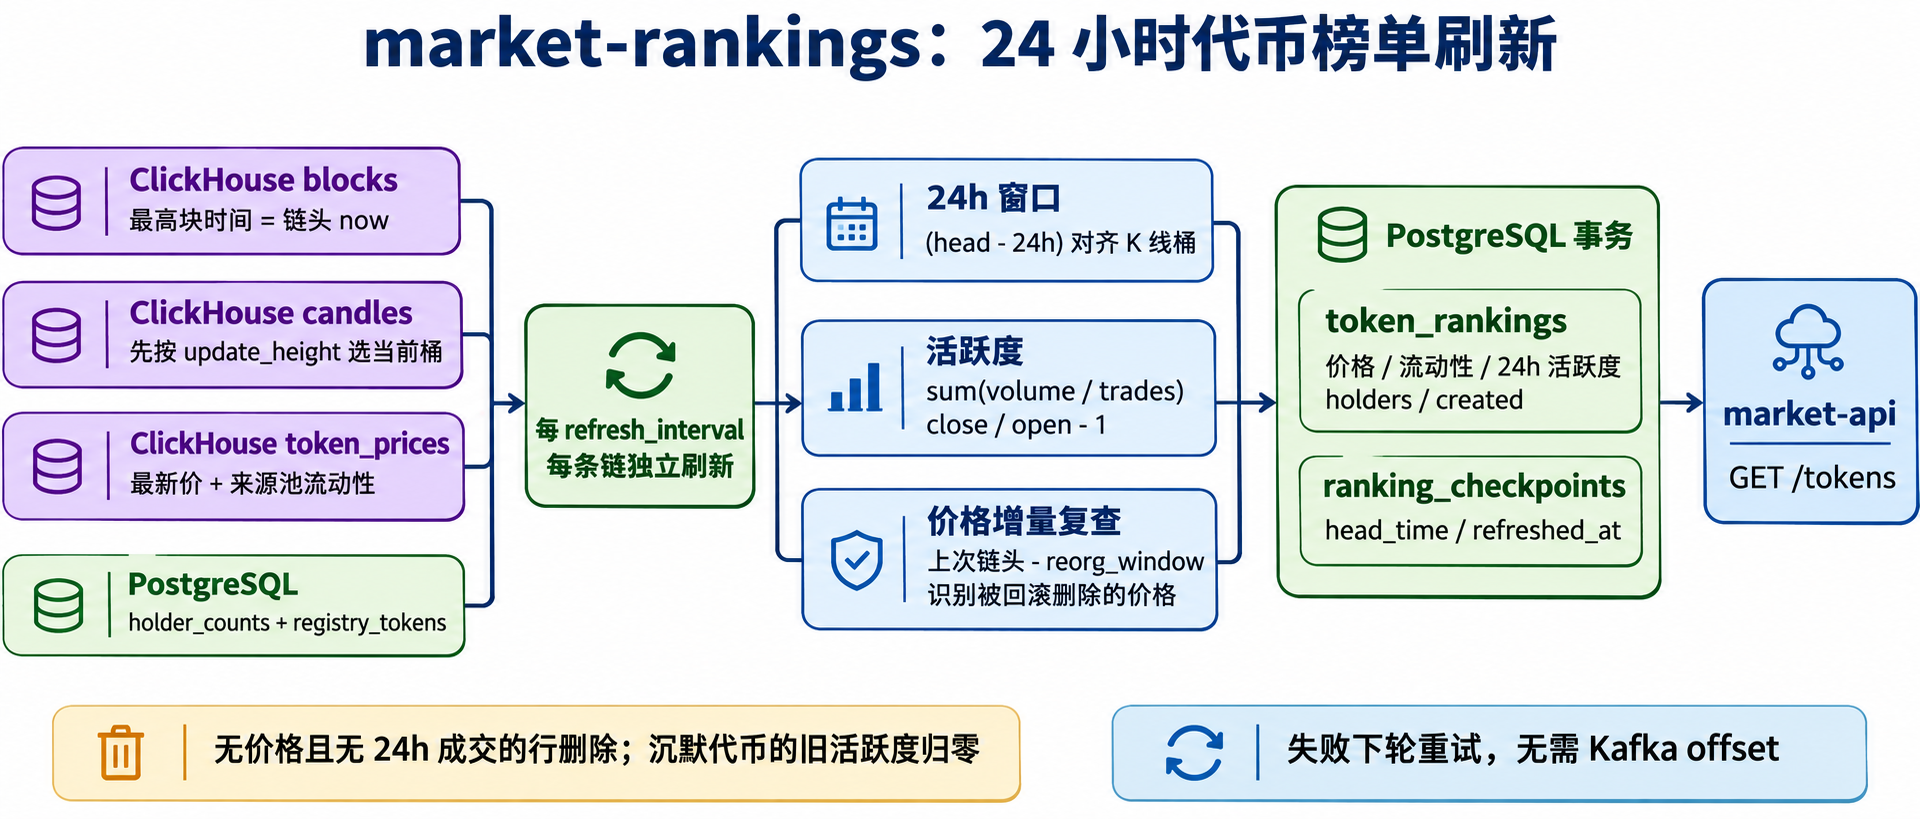 market-rankings：24 小时代币榜单刷新
ClickHouse blocks
最高块时间 = 链头 now
ClickHouse candles
先按 update_height 选当前桶
ClickHouse token_prices
最新价 + 来源池流动性
PostgreSQL
holder_counts + registry_tokens
每 refresh_interval
每条链独立刷新
24h 窗口
(head - 24h) 对齐 K 线桶
活跃度
sum(volume / trades)
close / open - 1
价格增量复查
上次链头 - reorg_window
识别被回滚删除的价格
PostgreSQL 事务
token_rankings
价格 / 流动性 / 24h 活跃度
holders / created
ranking_checkpoints
head_time / refreshed_at
market-api
GET /tokens
无价格且无 24h 成交的行删除；沉默代币的旧活跃度归零
失败下轮重试，无需 Kafka offset